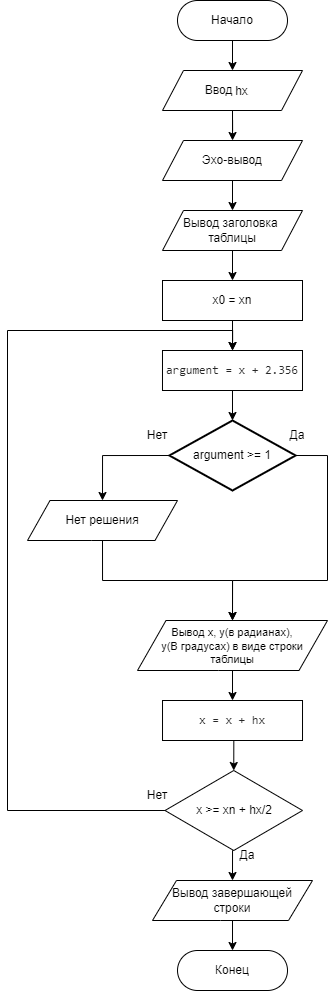 Начало
Ввод hx
Эхо-вывод
Вывод заголовка
таблицы
x0 = xn
argument = x + 2.356
Нет
Да
argument >= 1
Нет решения
Вывод x, y(в радианах),
y(В градусах) в виде строки
таблицы
x = x + hx
Нет
x >= xn + hx/2
Да
Вывод завершающей
строки
Конец